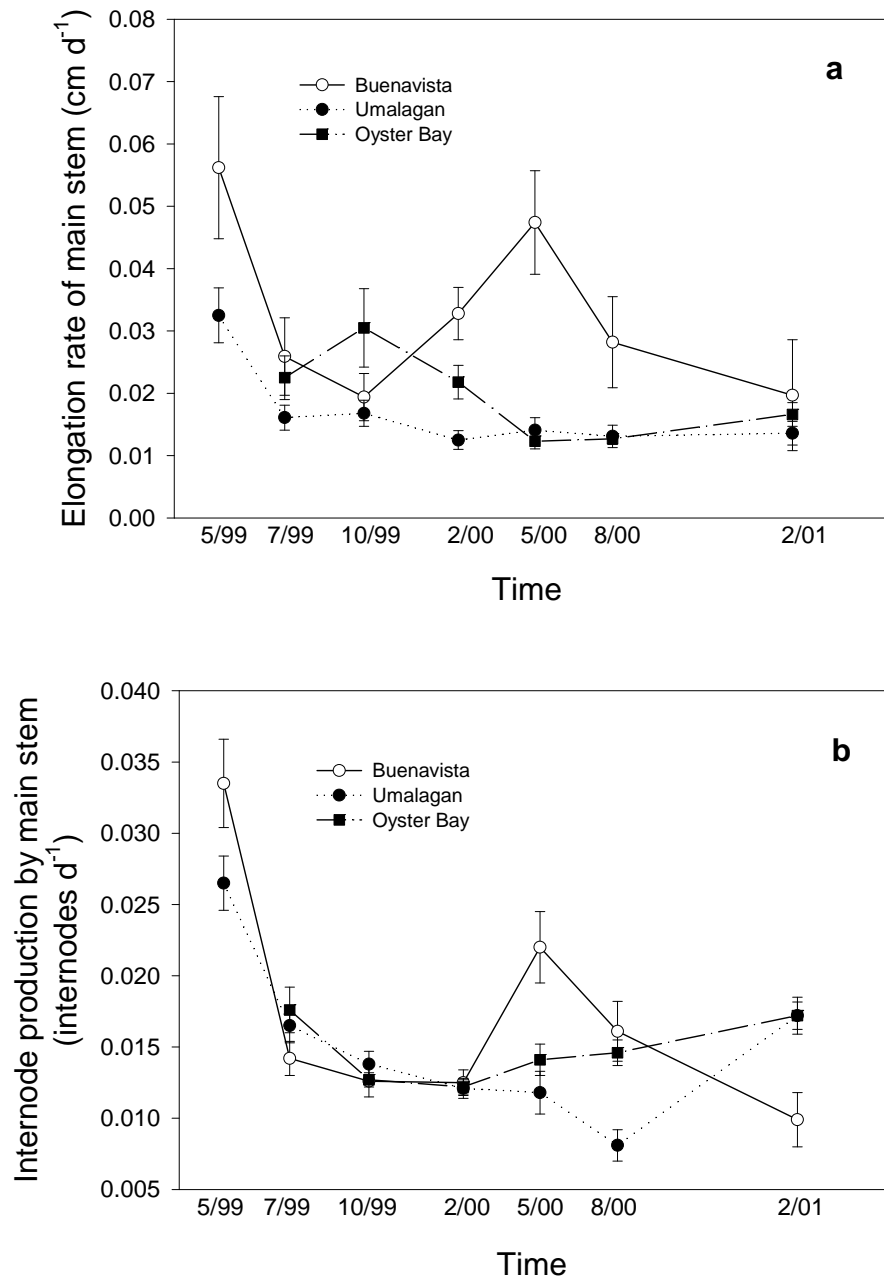 a
Elongation rate of main stem (cm d⁻¹)
0.08
0.07
0.06
0.05
0.04
0.03
0.02
0.01
0.00
Buenavista
Umalagan
Oyster Bay
5/99 7/99 10/99 2/00 5/00 8/00 2/01
Time
b
Internode production by main stem
(internodes d⁻¹)
0.040
0.035
0.030
0.025
0.020
0.015
0.010
0.005
Buenavista
Umalagan
Oyster Bay
5/99 7/99 10/99 2/00 5/00 8/00 2/01
Time